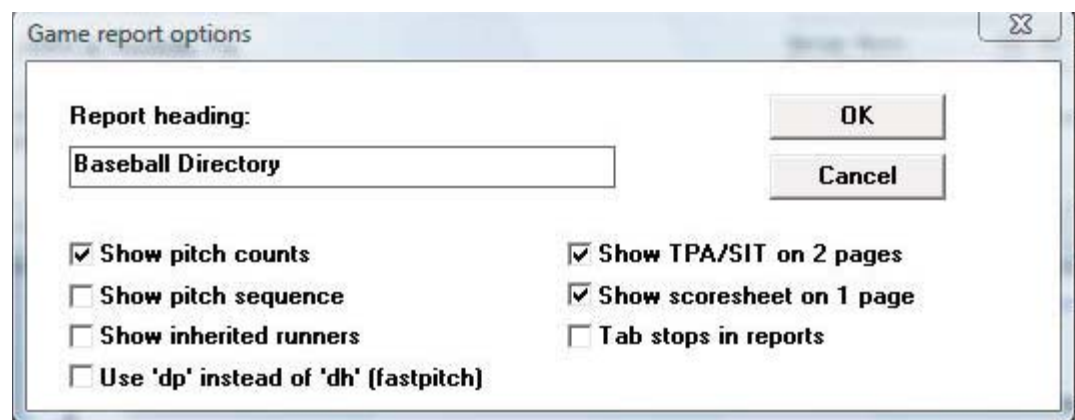 Game report options
Report heading:
OK
Baseball Directory
Cancel
Show pitch counts
Show TPA/SIT on 2 pages
Show pitch sequence
Show scoresheet on 1 page
Show inherited runners
Tab stops in reports
Use 'dp' instead of 'dh' (fastpitch)